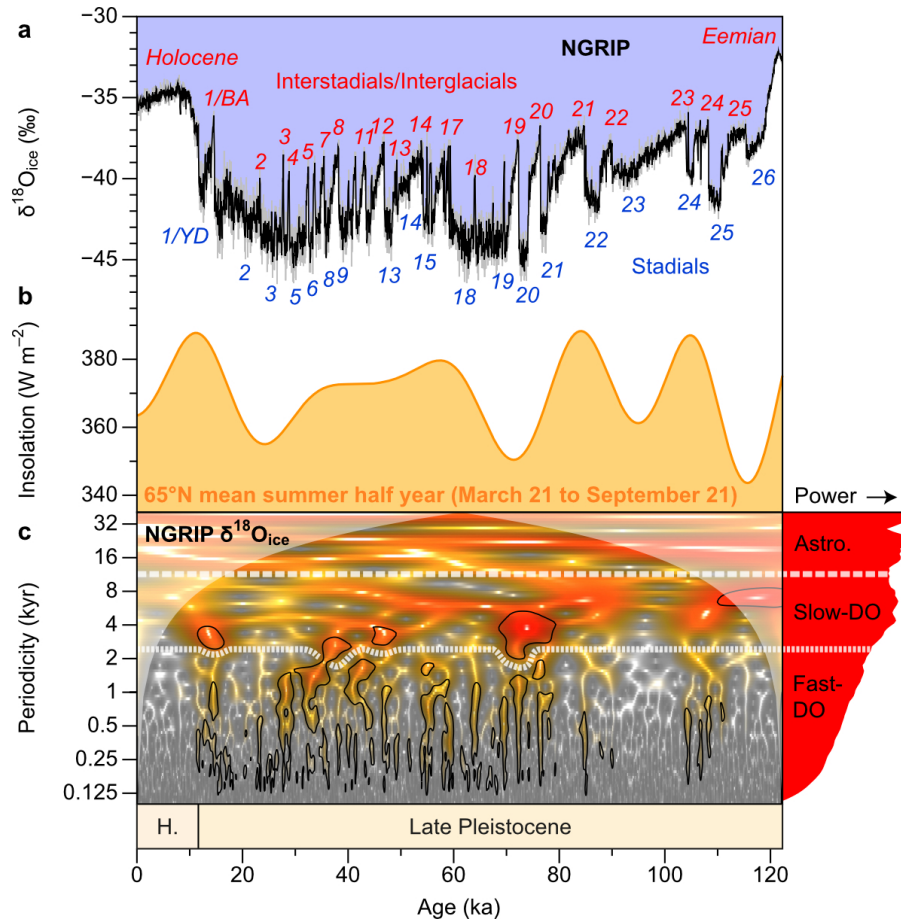 a
−30
−35
−40
−45
δ¹⁸O_ice (‰)
NGRIP
Eemian
Holocene
Interstadials/Interglacials
1/BA
2
3
4
5
7
8
11
12
13
14
17
18
19
20
21
22
23
24
25
1/YD
2
3
5
6
8
9
13
14
15
18
19
20
21
22
23
24
25
26
Stadials
b
380
360
340
Insolation (W m⁻²)
65°N mean summer half year (March 21 to September 21)
Power →
c
NGRIP δ¹⁸O_ice
32
16
8
4
2
1
0.5
0.25
0.125
Periodicity (kyr)
Astro.
Slow-DO
Fast-
DO
H.
Late Pleistocene
0
20
40
60
80
100
120
Age (ka)